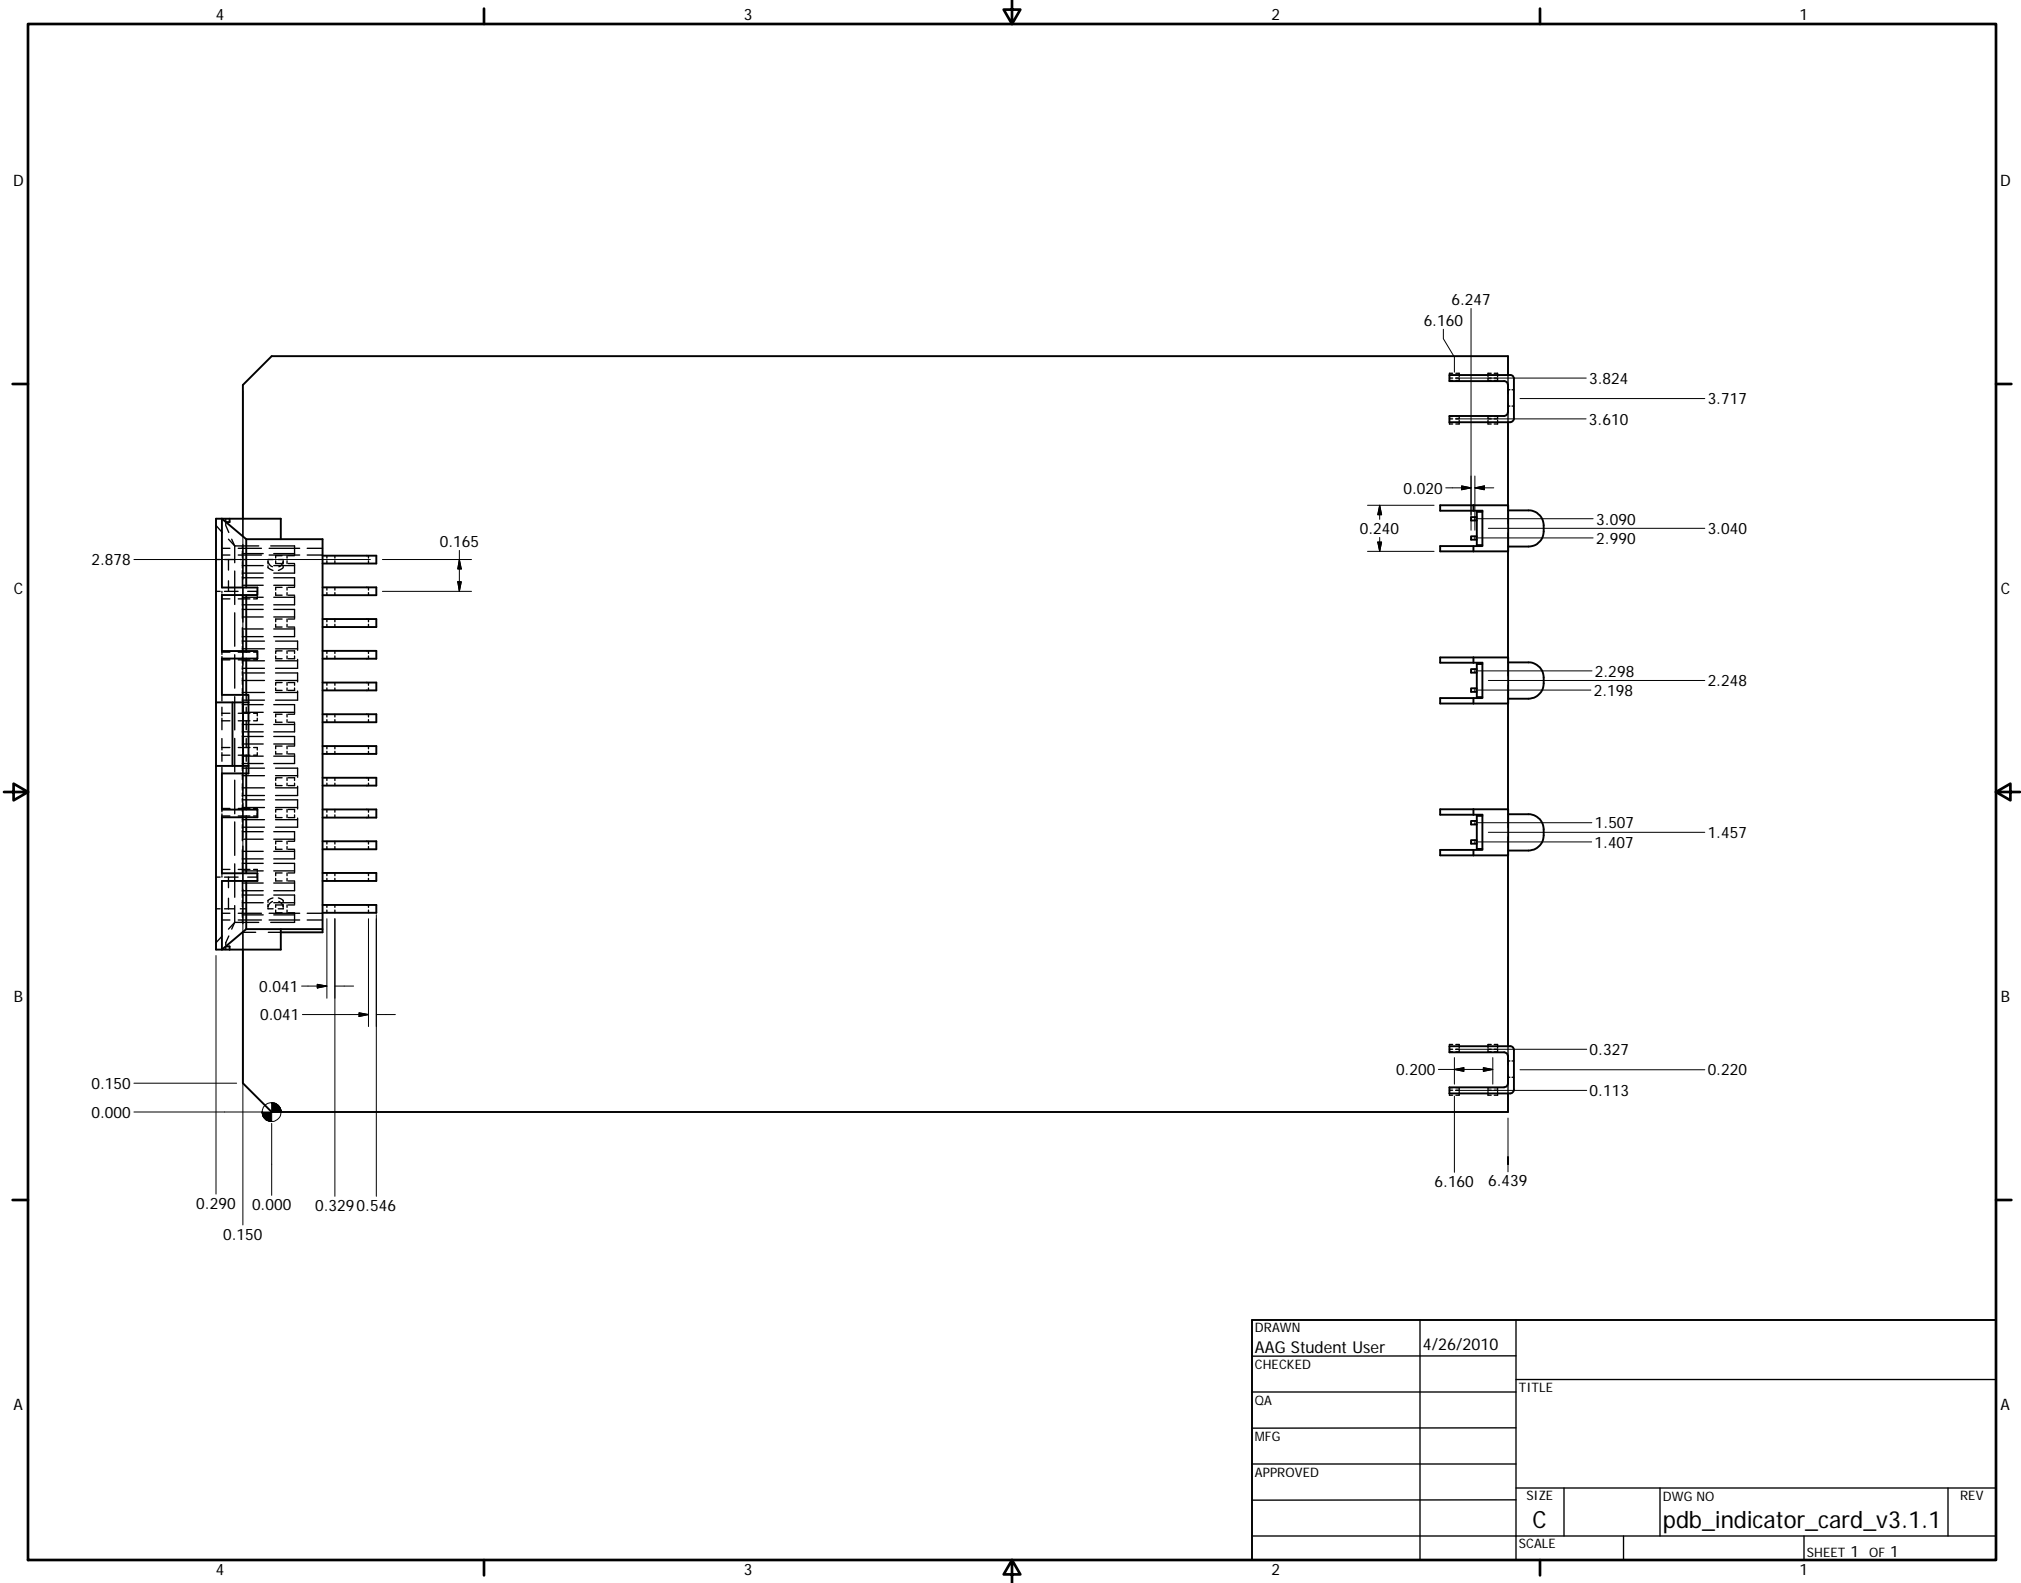 4 3 2 1
D D
6.247
6.160
3.824
3.717
3.610
0.020
3.090
0.240
3.040
2.990
0.165
2.878
C C
2.298
2.248
2.198
1.507
1.457
1.407
0.041
B B
0.041
0.327
0.200 0.220
0.150
0.113
0.000
6.160 6.439
0.290 0.000 0.329 0.546
0.150
DRAWN
AAG Student User 4/26/2010
CHECKED
TITLE
QA
A A
MFG
APPROVED
SIZE DWG NO REV
C pdb_indicator_card_v3.1.1
SCALE
SHEET 1 OF 1
4 3 2 1